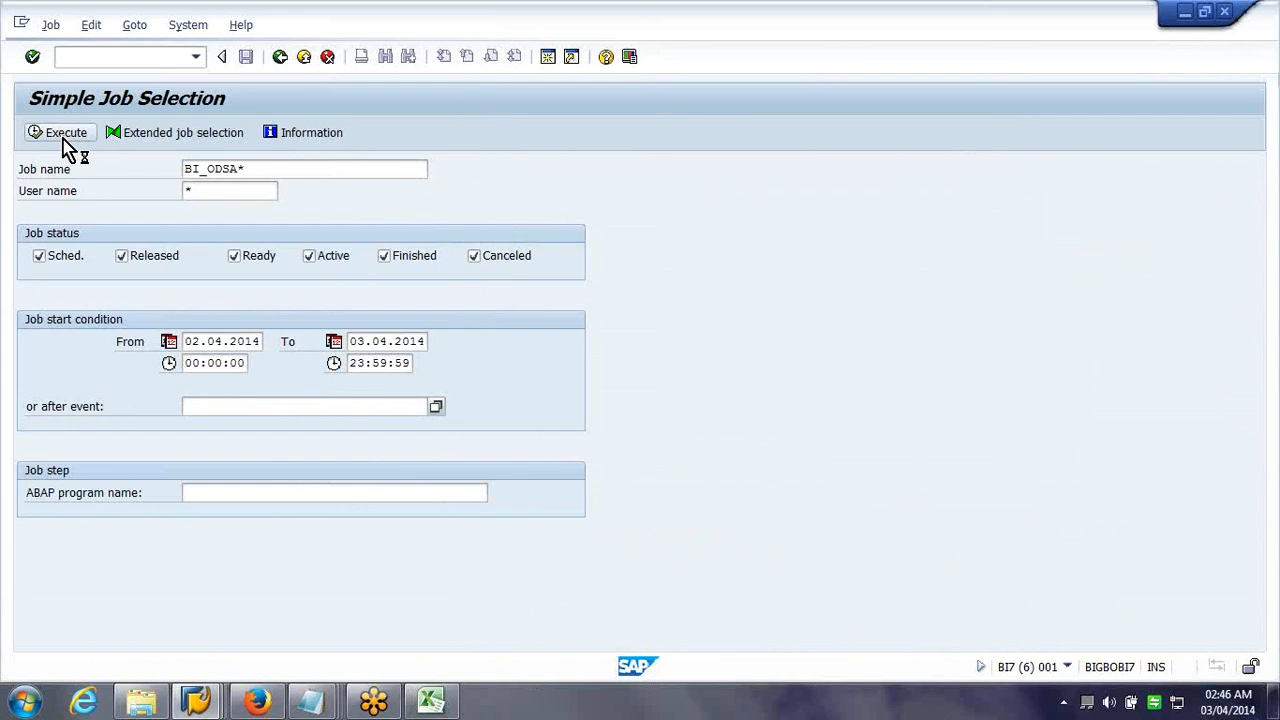 Job Edit Goto System Help
Simple Job Selection
Execute Extended job selection Information
Job name BI_ODSA*
User name *
Job status
Sched. Released Ready Active Finished Canceled
Job start condition
From 02.04.2014 To 03.04.2014
00:00:00 23:59:59
or after event:
Job step
ABAP program name:
SAP BI7 (6) 001 BIGBOBI7 INS
02:46 AM
03/04/2014